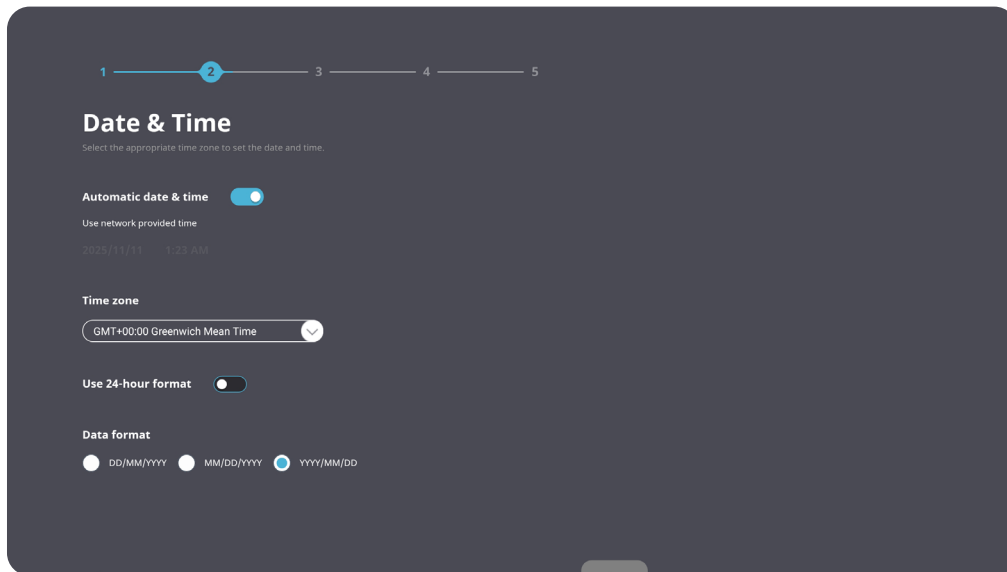 1 2 3 4 5
Date & Time
Select the appropriate time zone to set the date and time.
Automatic date & time
Use network provided time
2025/11/11 1:23 AM
Time zone
GMT+00:00 Greenwich Mean Time
Use 24-hour format
Data format
DD/MM/YYYY MM/DD/YYYY YYYY/MM/DD